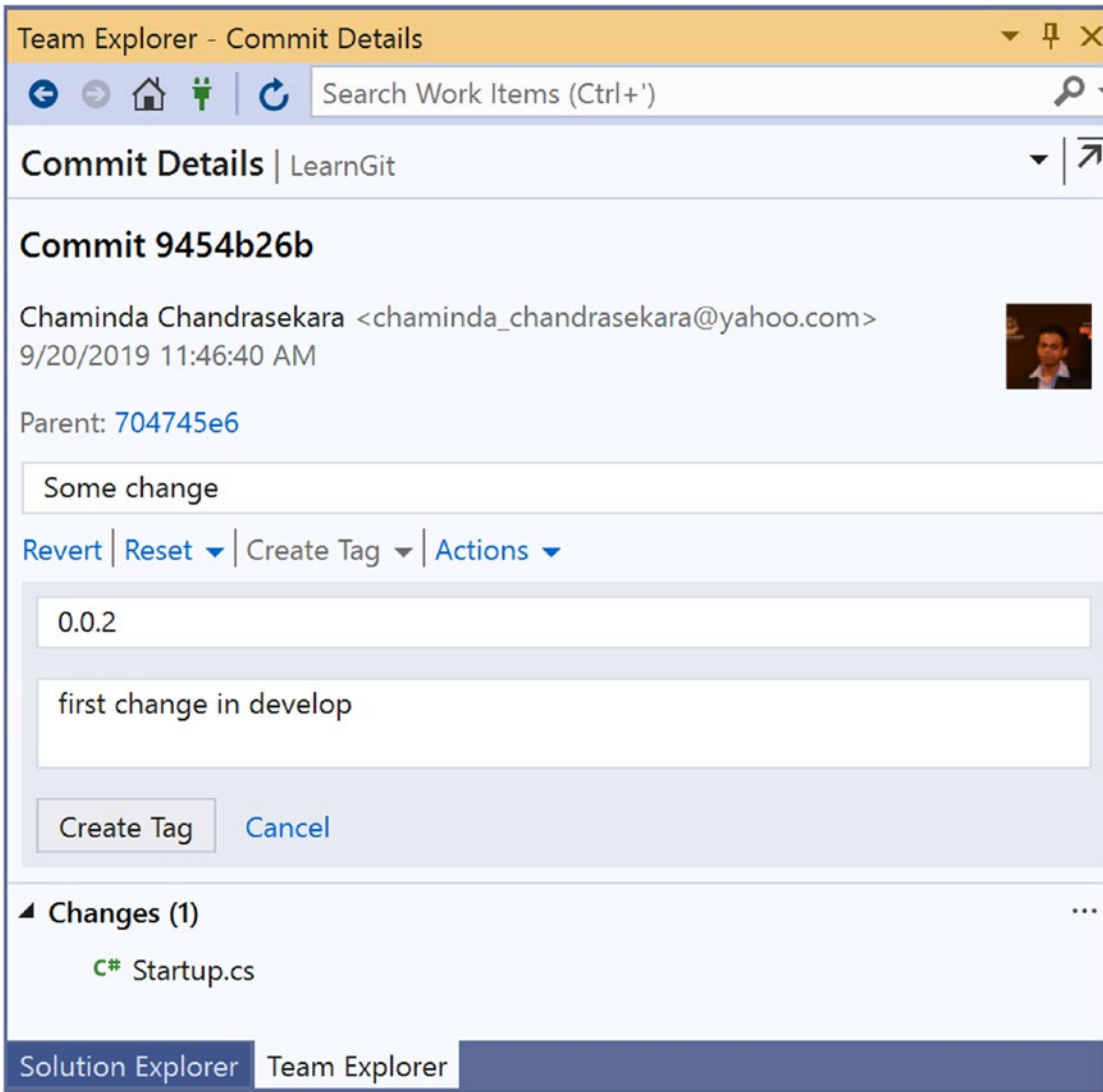 Team Explorer - Commit Details
Search Work Items (Ctrl+')
Commit Details | LearnGit
Commit 9454b26b
Chaminda Chandrasekara <chaminda_chandrasekara@yahoo.com>
9/20/2019 11:46:40 AM
Parent: 704745e6
Some change
Revert | Reset | Create Tag | Actions
0.0.2
first change in develop
Create Tag Cancel
Changes (1) ...
C# Startup.cs
Solution Explorer Team Explorer